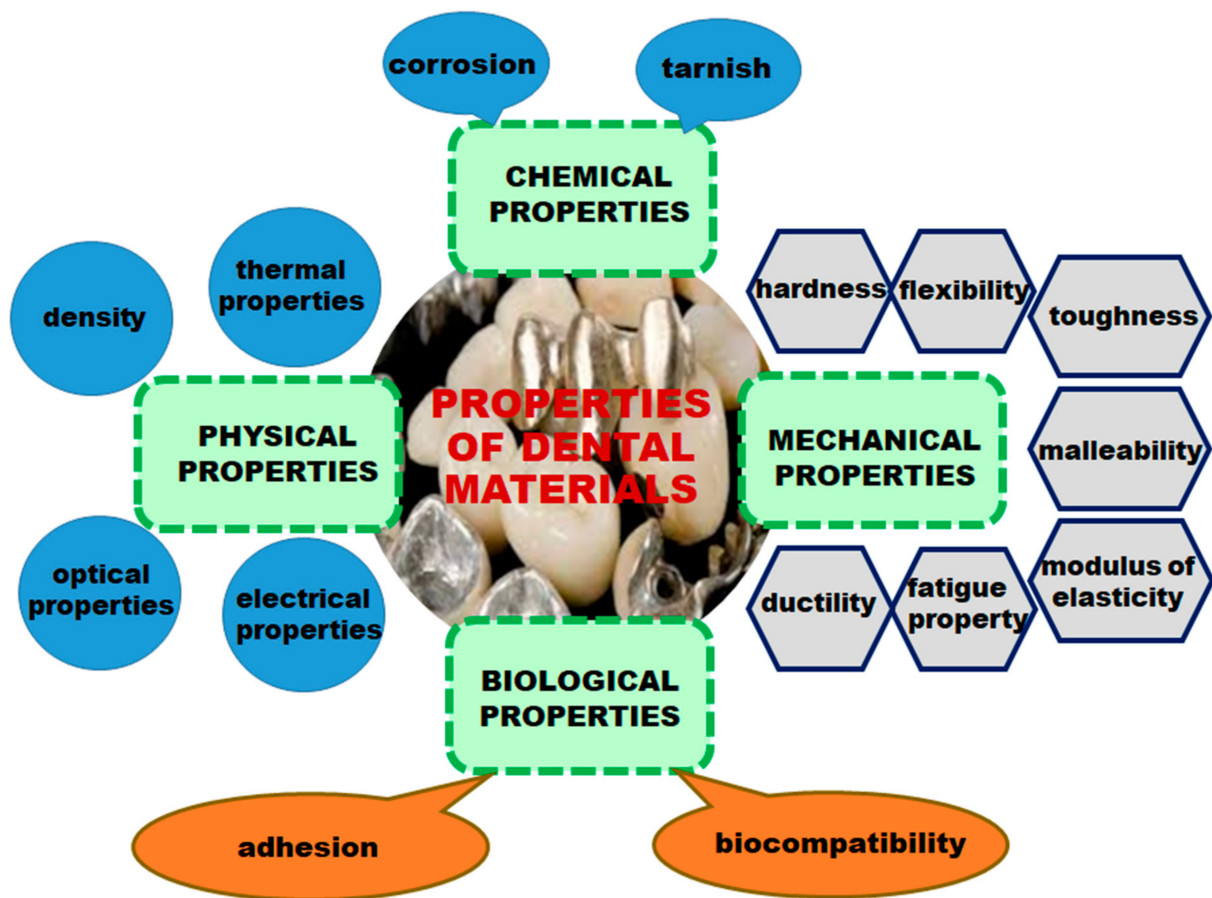 corrosion
tarnish
CHEMICAL
PROPERTIES
thermal
properties
density
hardness
flexibility
toughness
PROPERTIES
OF DENTAL
MATERIALS
PHYSICAL
PROPERTIES
MECHANICAL
PROPERTIES
malleability
optical
properties
electrical
properties
ductility
fatigue
property
modulus of
elasticity
BIOLOGICAL
PROPERTIES
adhesion
biocompatibility